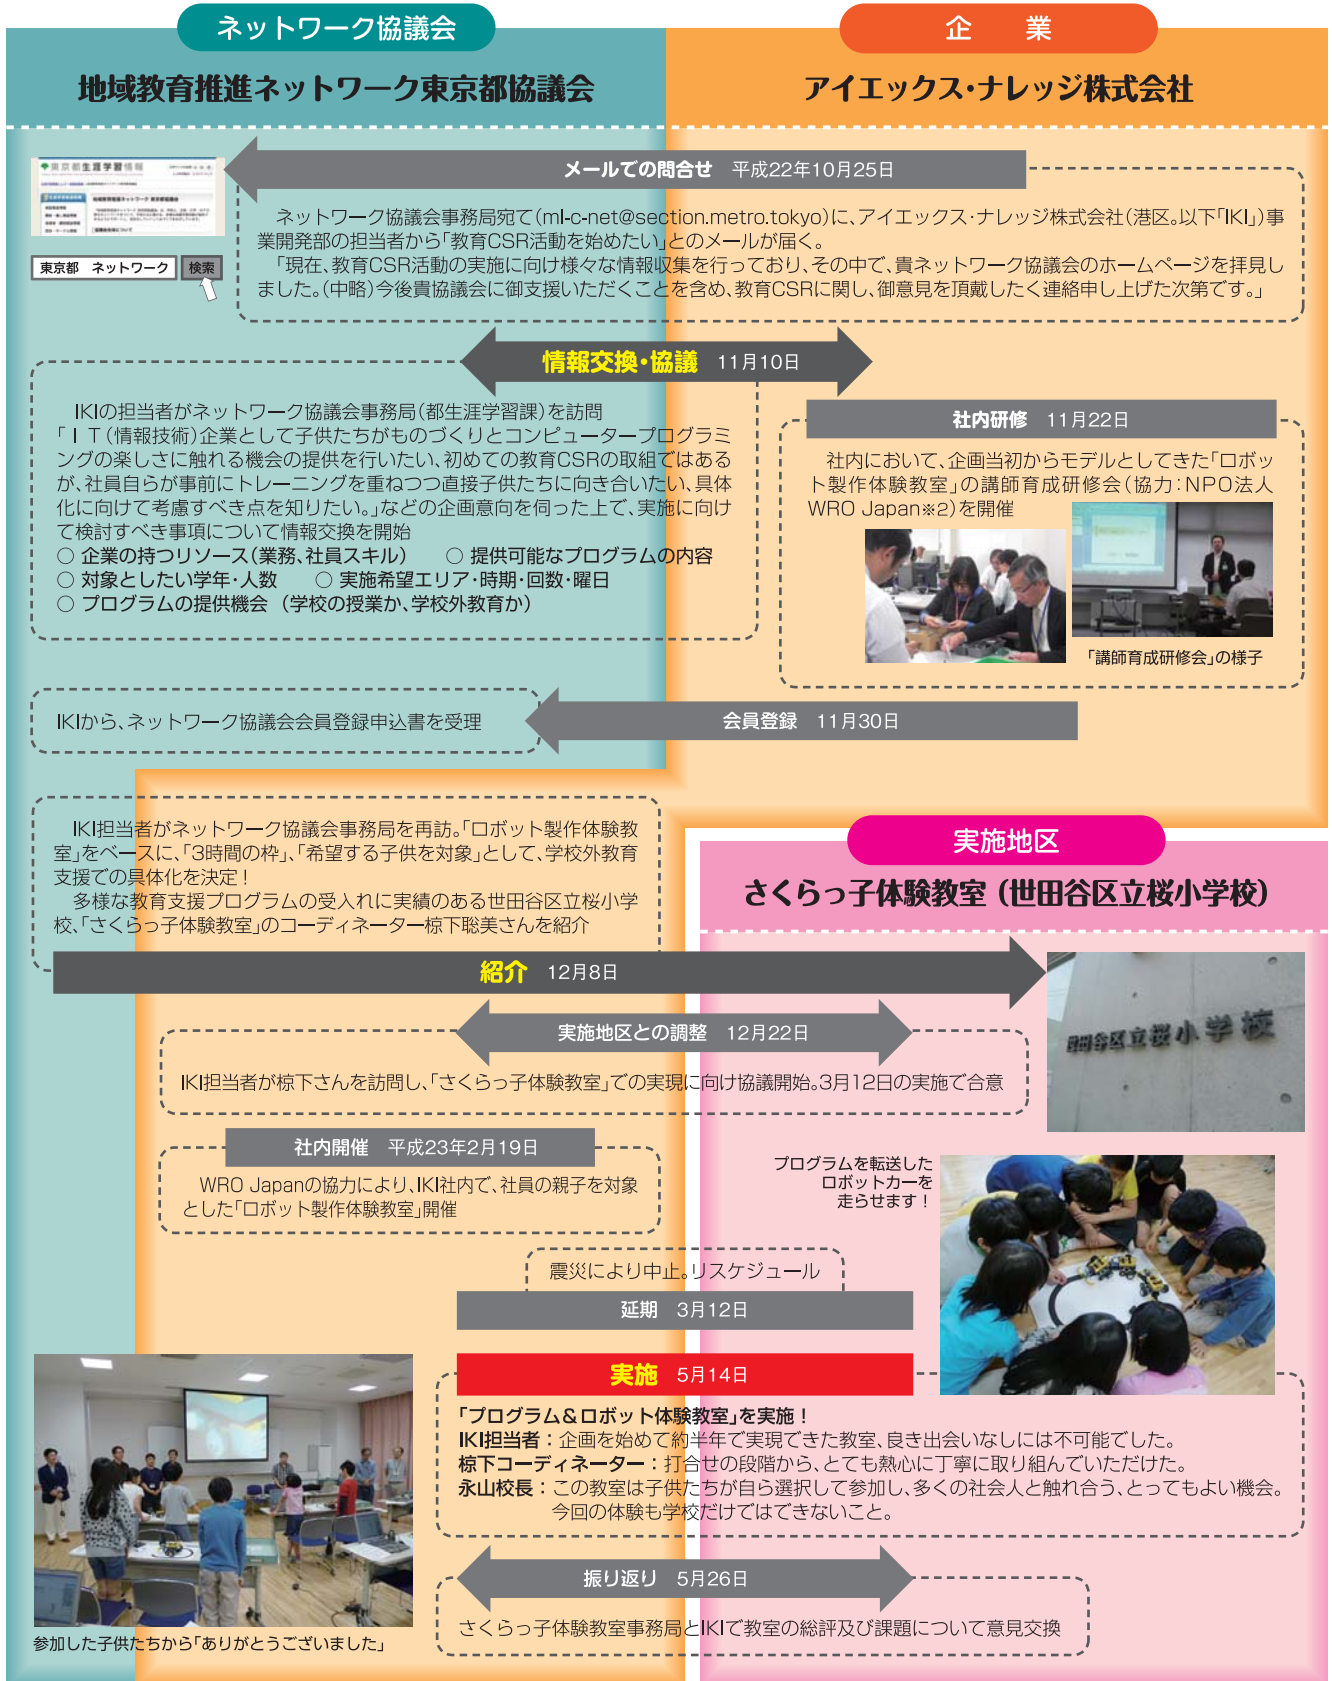 ネットワーク協議会
企　業
地域教育推進ネットワーク東京都協議会
アイエックス・ナレッジ株式会社
メールでの問合せ　平成22年10月25日
東京都生涯学習情報
地域教育推進ネットワーク 東京都協議会
東京都　ネットワーク
検索
ネットワーク協議会事務局宛て(ml-c-net@section.metro.tokyo)に、アイエックス・ナレッジ株式会社(港区。以下「IKI」)事
業開発部の担当者から「教育CSR活動を始めたい」とのメールが届く。
「現在、教育CSR活動の実施に向け様々な情報収集を行っており、その中で、貴ネットワーク協議会のホームページを拝見し
ました。(中略)今後貴協議会に御支援いただくことを含め、教育CSRに関し、御意見を頂戴したく連絡申し上げた次第です。」
情報交換・協議　11月10日
IKIの担当者がネットワーク協議会事務局(都生涯学習課)を訪問
「ＩＴ(情報技術)企業として子供たちがものづくりとコンピュータープログラミ
ングの楽しさに触れる機会の提供を行いたい、初めての教育CSRの取組ではある
が、社員自らが事前にトレーニングを重ねつつ直接子供たちに向き合いたい、具体
化に向けて考慮すべき点を知りたい。」などの企画意向を伺った上で、実施に向け
て検討すべき事項について情報交換を開始
○ 企業の持つリソース(業務、社員スキル)　○ 提供可能なプログラムの内容
○ 対象としたい学年・人数　○ 実施希望エリア・時期・回数・曜日
○ プログラムの提供機会 (学校の授業か、学校外教育か)
社内研修　11月22日
社内において、企画当初からモデルとしてきた「ロボッ
ト製作体験教室」の講師育成研修会(協力:NPO法人
WRO Japan※2)を開催
「講師育成研修会」の様子
IKIから、ネットワーク協議会会員登録申込書を受理
会員登録　11月30日
IKI担当者がネットワーク協議会事務局を再訪。「ロボット製作体験教
室」をベースに、「3時間の枠」、「希望する子供を対象」として、学校外教育
支援での具体化を決定！
多様な教育支援プログラムの受入れに実績のある世田谷区立桜小学
校、「さくらっ子体験教室」のコーディネーター椋下聡美さんを紹介
実施地区
さくらっ子体験教室 (世田谷区立桜小学校)
紹介　12月8日
世田谷区立桜小学校
実施地区との調整　12月22日
IKI担当者が椋下さんを訪問し、「さくらっ子体験教室」での実現に向け協議開始。3月12日の実施で合意
社内開催　平成23年2月19日
WRO Japanの協力により、IKI社内で、社員の親子を対象
とした「ロボット製作体験教室」開催
プログラムを転送した
ロボットカーを
走らせます！
震災により中止。リスケジュール
延期　3月12日
実施　5月14日
「プログラム＆ロボット体験教室」を実施！
IKI担当者：企画を始めて約半年で実現できた教室、良き出会いなしには不可能でした。
椋下コーディネーター：打合せの段階から、とても熱心に丁寧に取り組んでいただけた。
永山校長：この教室は子供たちが自ら選択して参加し、多くの社会人と触れ合う、とってもよい機会。
今回の体験も学校だけではできないこと。
振り返り　5月26日
さくらっ子体験教室事務局とIKIで教室の総評及び課題について意見交換
参加した子供たちから「ありがとうございました」